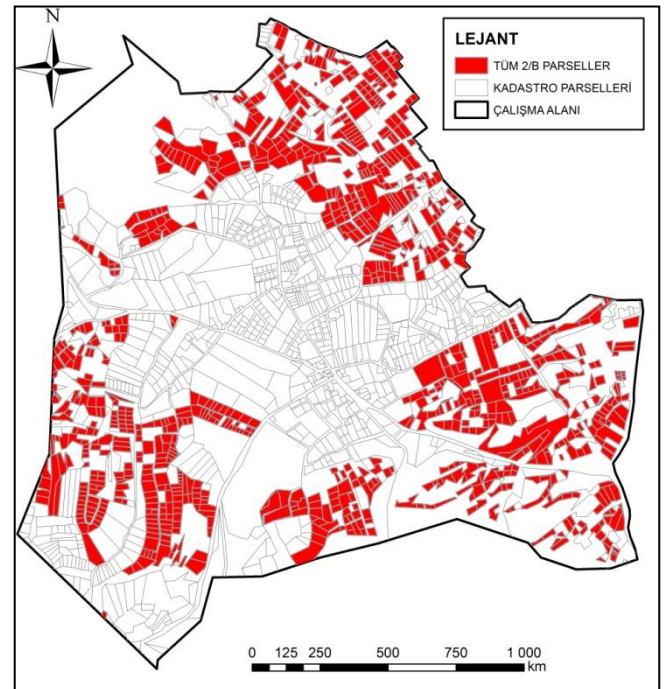 N
LEJANT
TÜM 2/B PARSELLER
KADASTRO PARSELLERİ
ÇALIŞMA ALANI
0 125 250 500 750 1 000
km